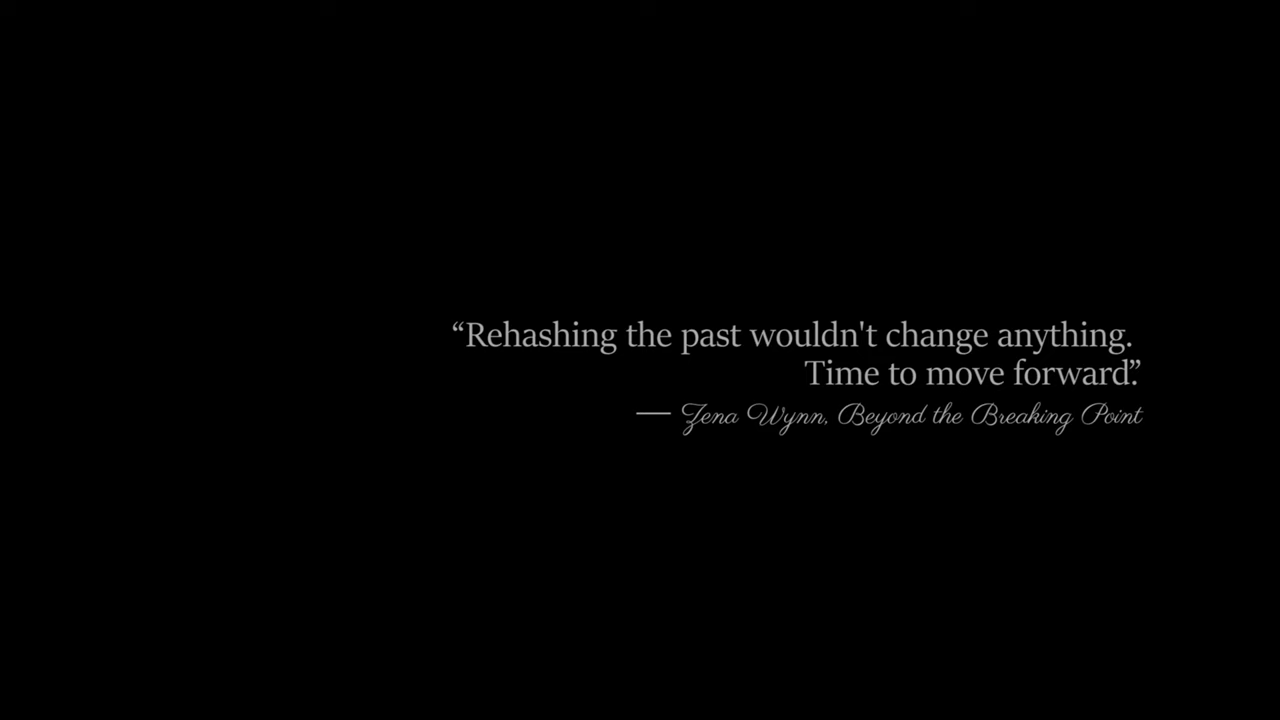 “Rehashing the past wouldn't change anything.
Time to move forward.”
— Zena Wynn, Beyond the Breaking Point